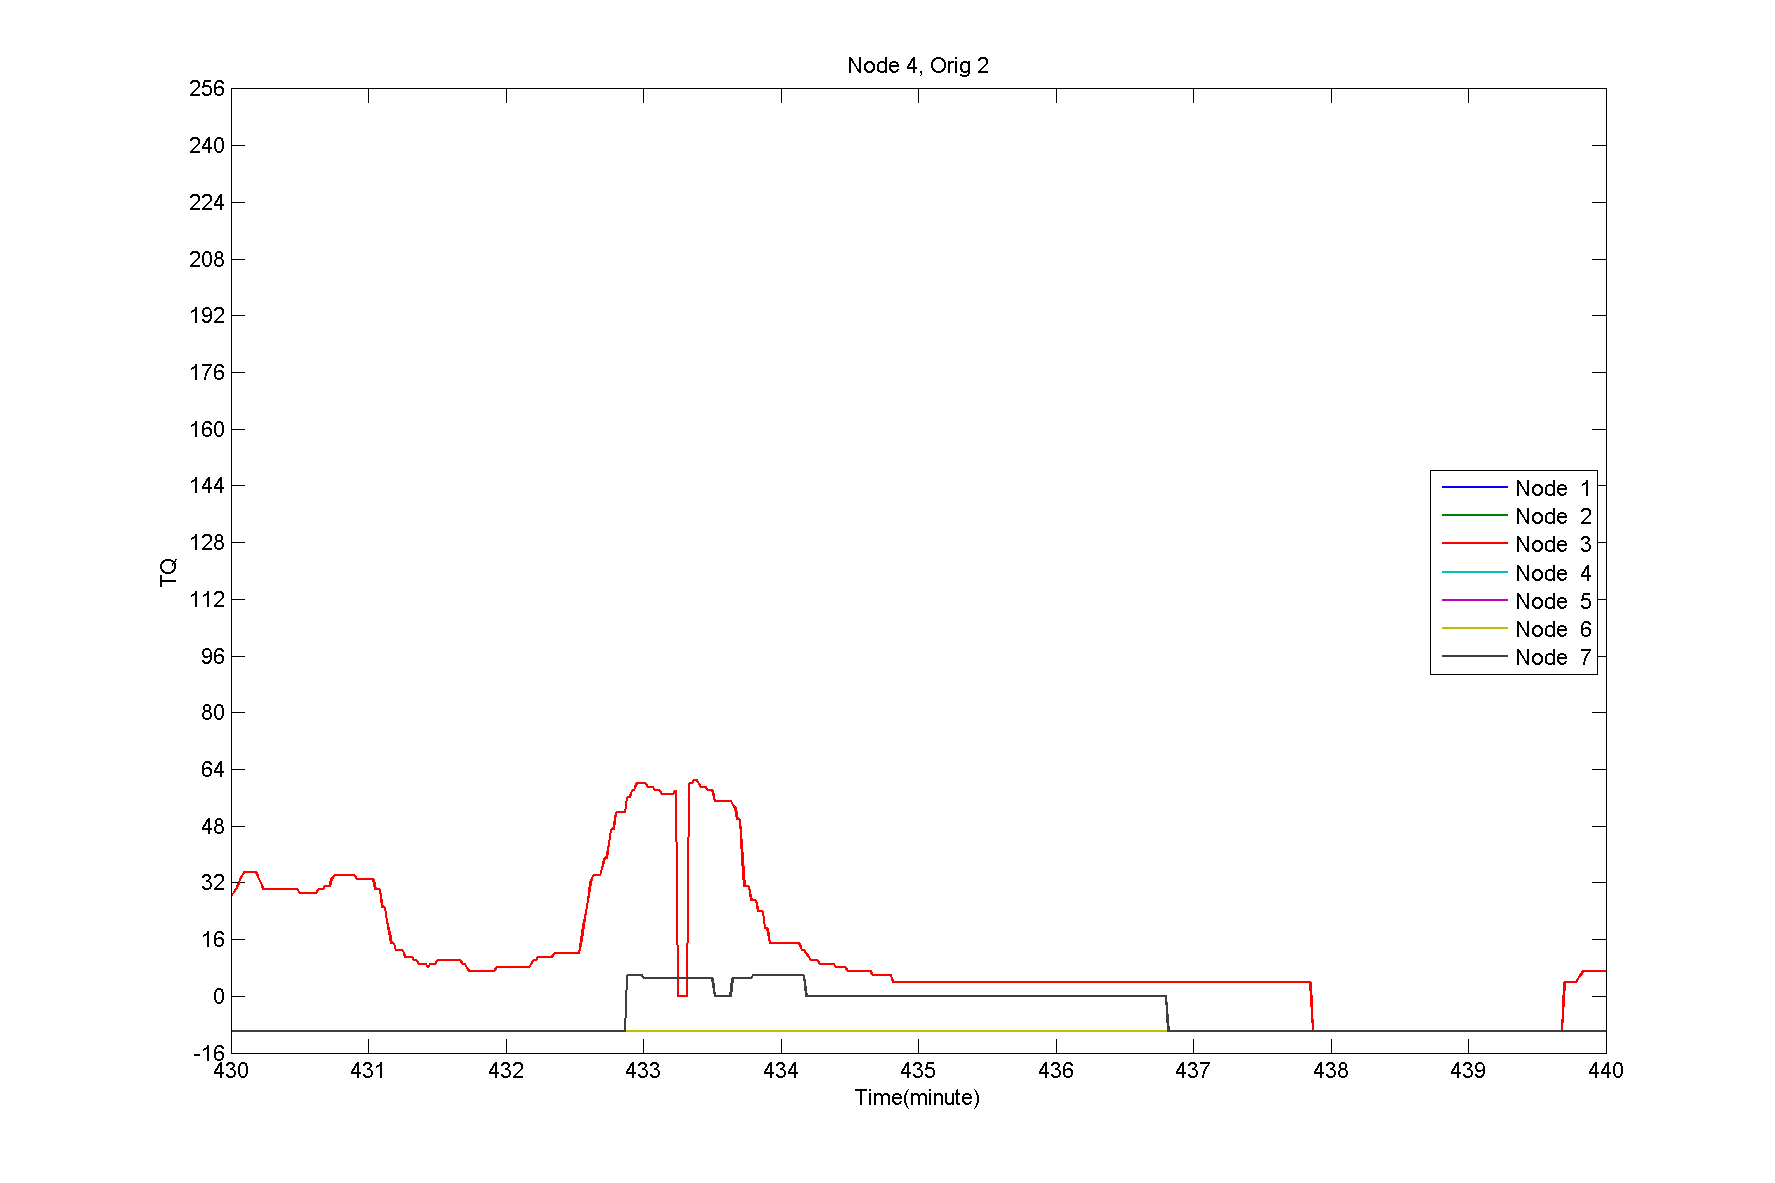 Node 4, Orig 2
256
240
224
208
192
176
160
144
128
112
96
80
64
48
32
16
0
-16
TQ
Node 1
Node 2
Node 3
Node 4
Node 5
Node 6
Node 7
430 431 432 433 434 435 436 437 438 439 440
Time(minute)